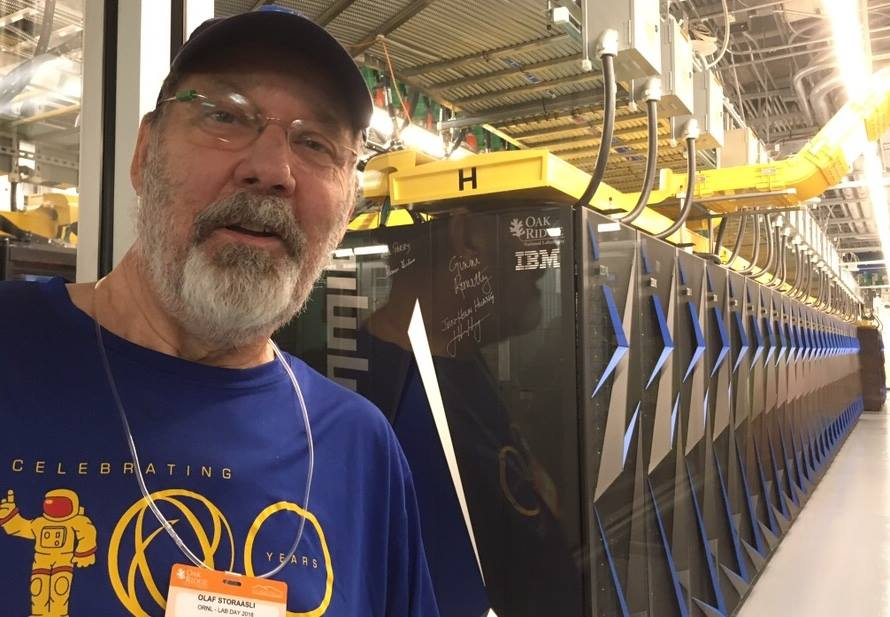 H
OAK
RIDGE
National Laboratory
IBM
Ginni
Rometty
Jen-Hsun Huang
CELEBRATING
100
YEARS
OAK
RIDGE
OLAF STORAASLI
ORNL - LAB DAY 2018